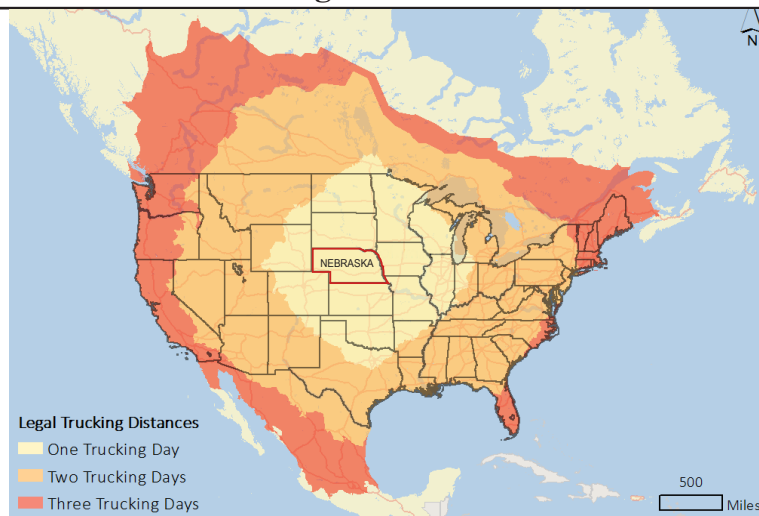 N
NEBRASKA
Legal Trucking Distances
One Trucking Day
Two Trucking Days
Three Trucking Days
500
Miles